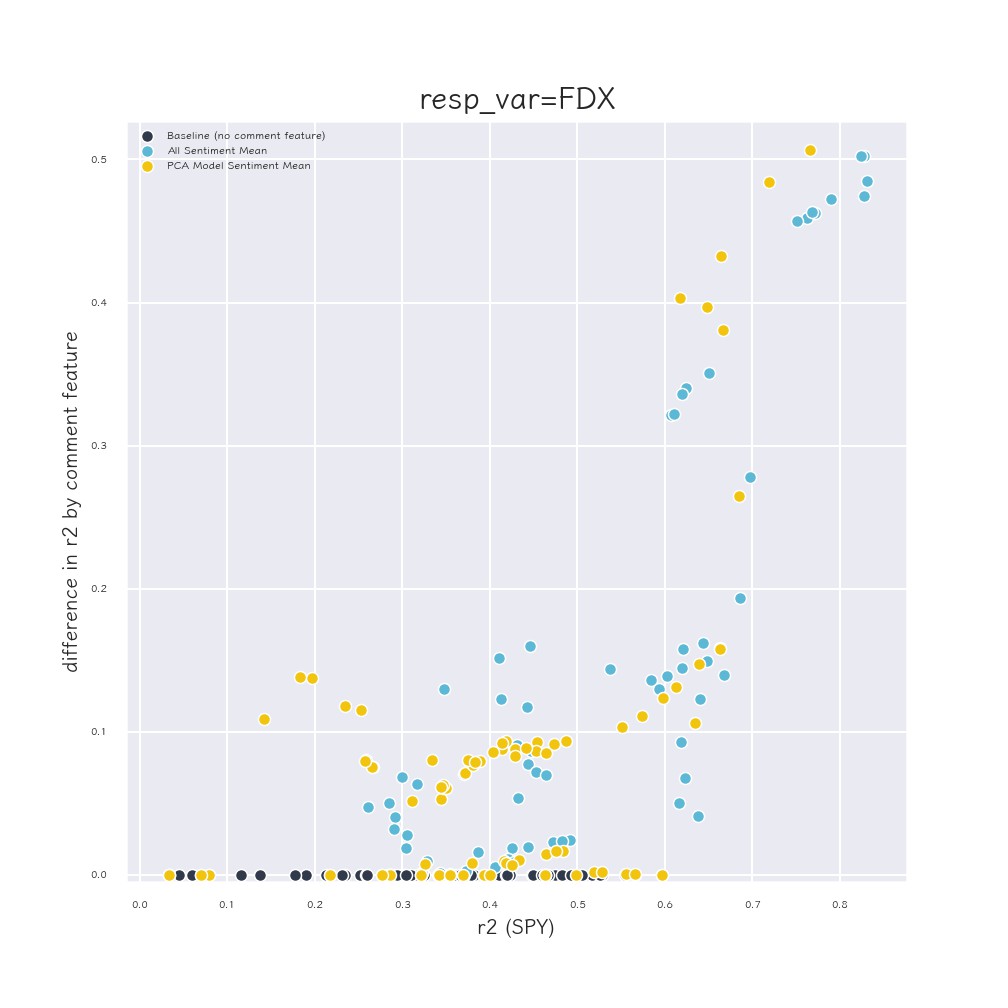 resp_var=FDX
Baseline (no comment feature)
All Sentiment Mean
PCA Model Sentiment Mean
difference in r2 by comment feature
0.5
0.4
0.3
0.2
0.1
0.0
0.0 0.1 0.2 0.3 0.4 0.5 0.6 0.7 0.8
r2 (SPY)